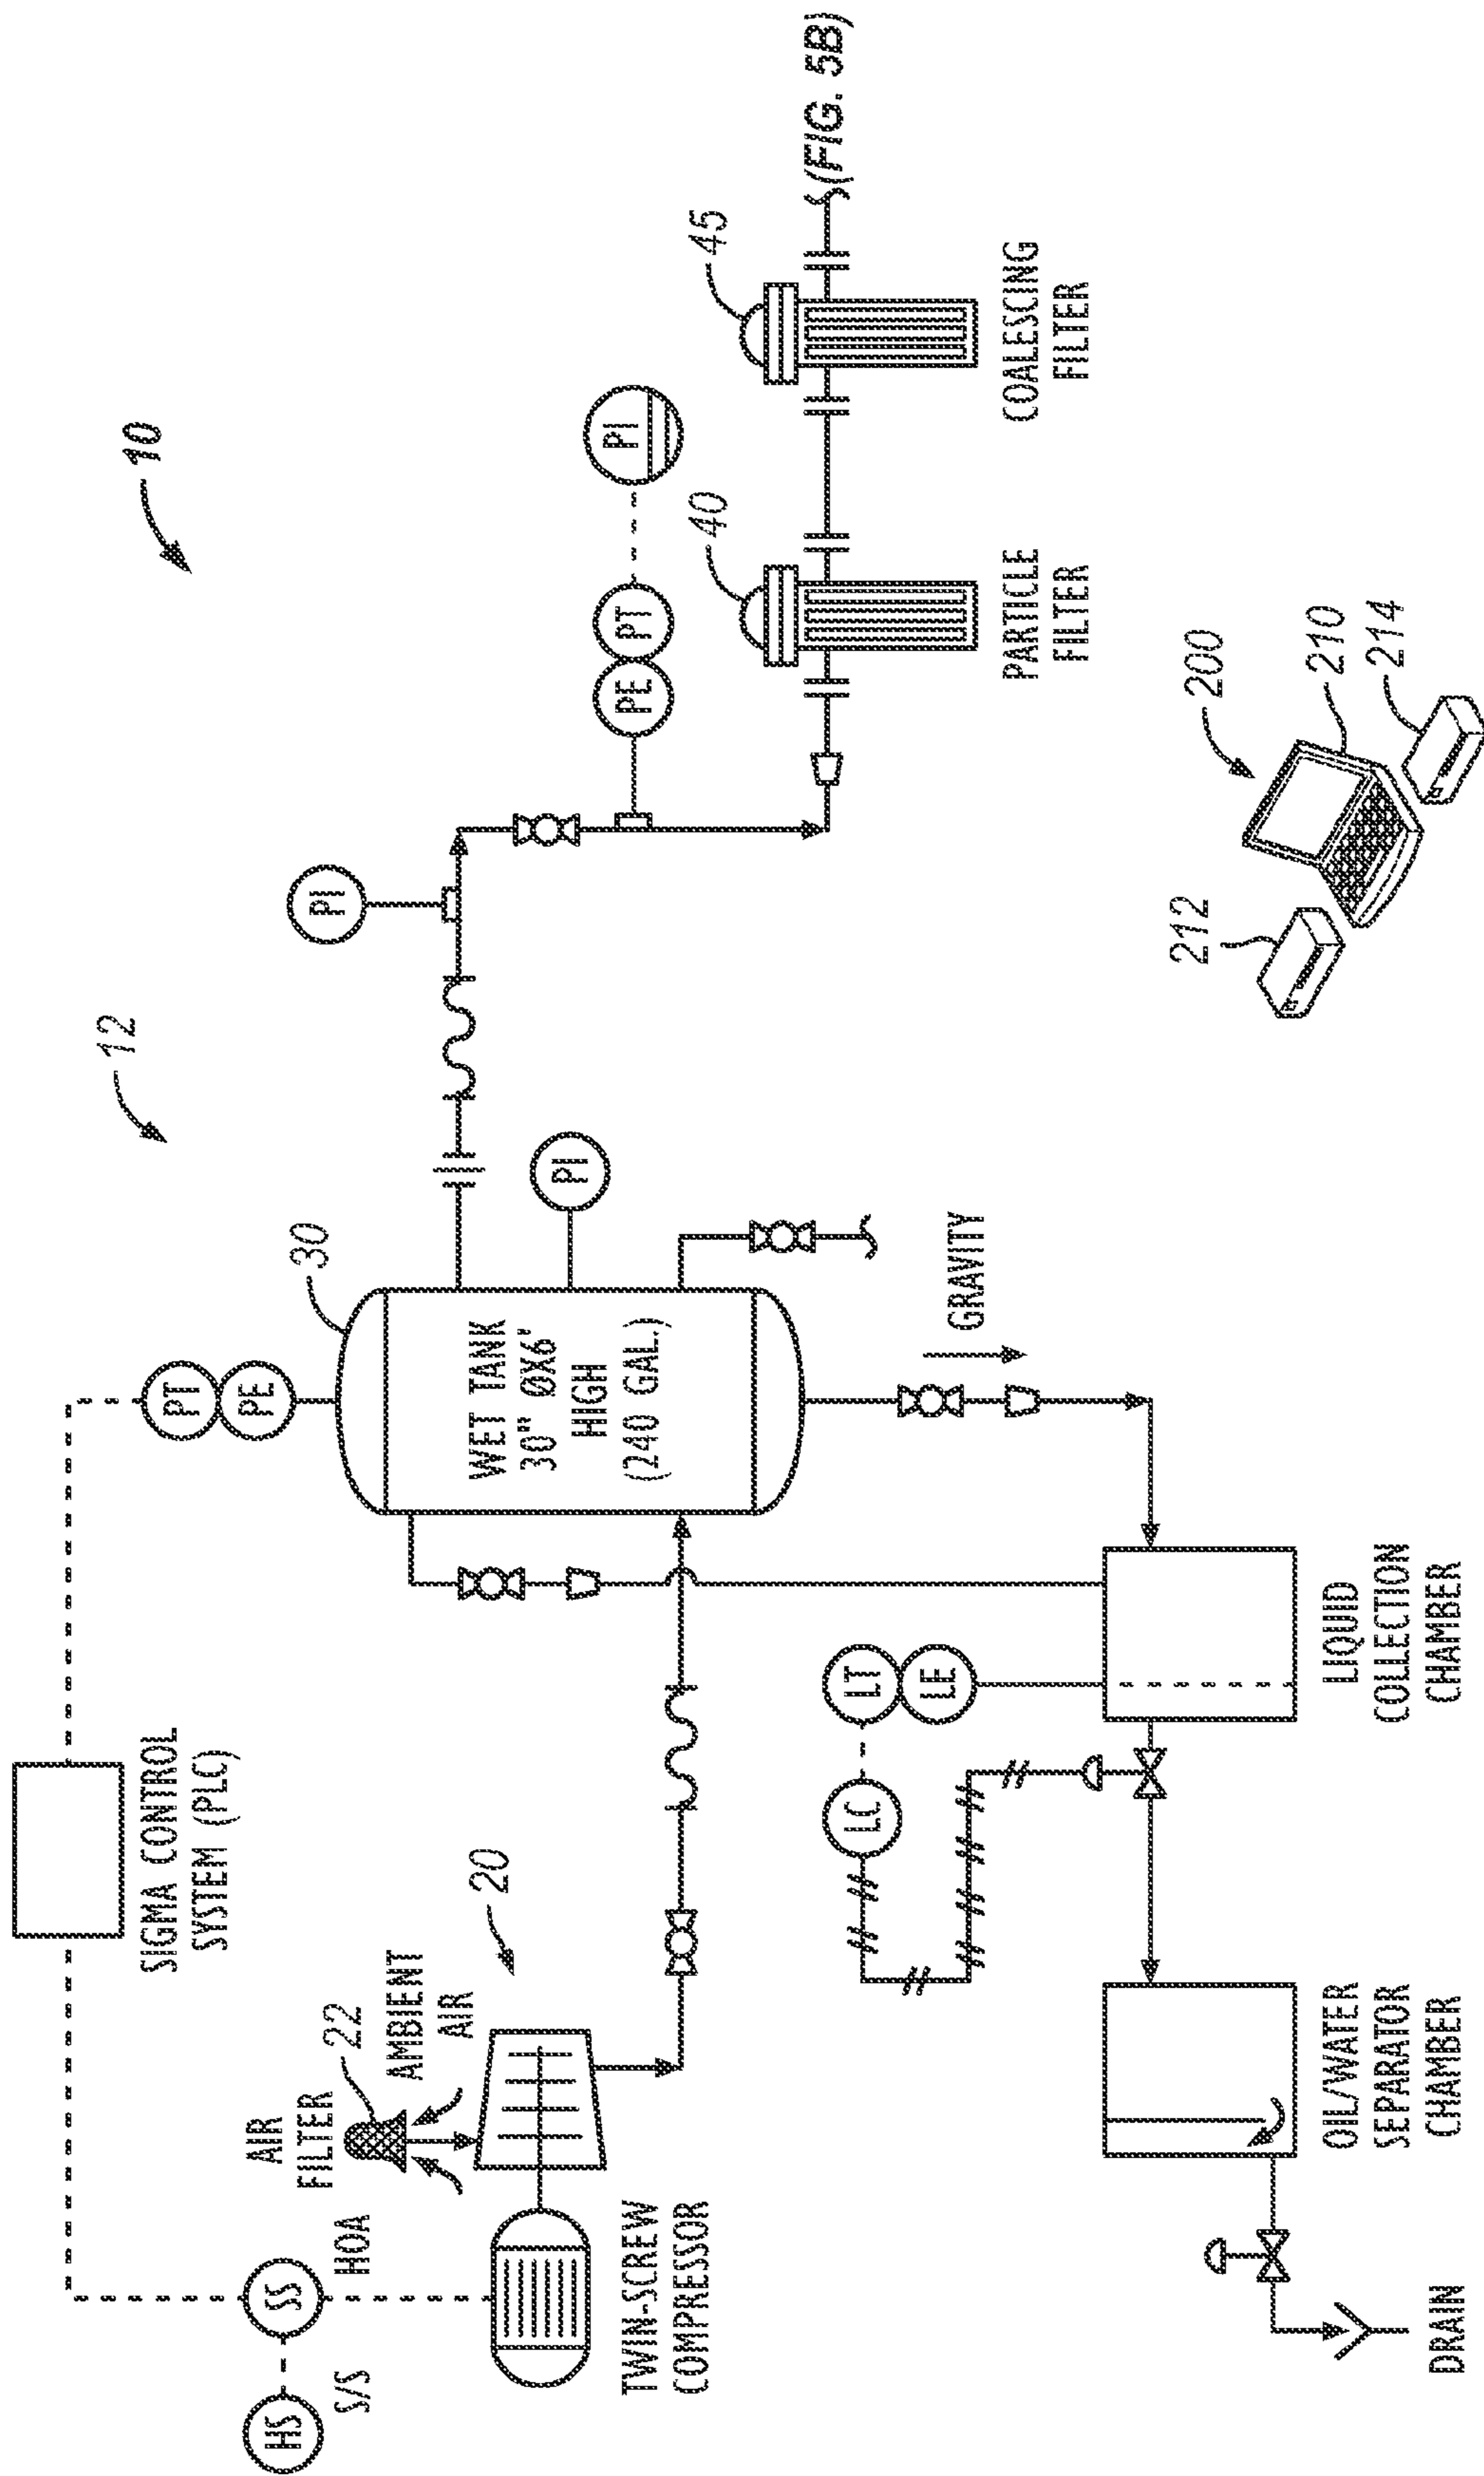 10
12
SIGMA CONTROL
SYSTEM (PLC)
HS
S/S
SS
HOA
AIR
FILTER
22
AMBIENT
AIR
20
TWIN-SCREW
COMPRESSOR
PT
PE
30
WET TANK
30" ØX6'
HIGH
(240 GAL.)
PI
PI
PE
PT
PI
40
PARTICLE
FILTER
45
COALESCING
FILTER
(FIG. 5B)
GRAVITY
LC
LT
LE
LIQUID
COLLECTION
CHAMBER
OIL/WATER
SEPARATOR
CHAMBER
DRAIN
200
210
212
214